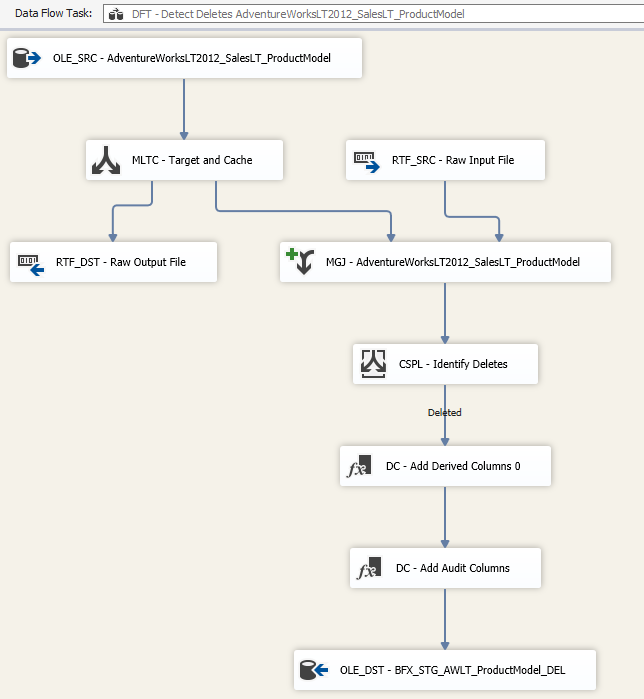 Data Flow Task: DFT - Detect Deletes AdventureWorksLT2012_SalesLT_ProductModel
OLE_SRC - AdventureWorksLT2012_SalesLT_ProductModel
MLTC - Target and Cache
RTF_SRC - Raw Input File
RTF_DST - Raw Output File
MGJ - AdventureWorksLT2012_SalesLT_ProductModel
CSPL - Identify Deletes
Deleted
DC - Add Derived Columns 0
DC - Add Audit Columns
OLE_DST - BFX_STG_AWLT_ProductModel_DEL